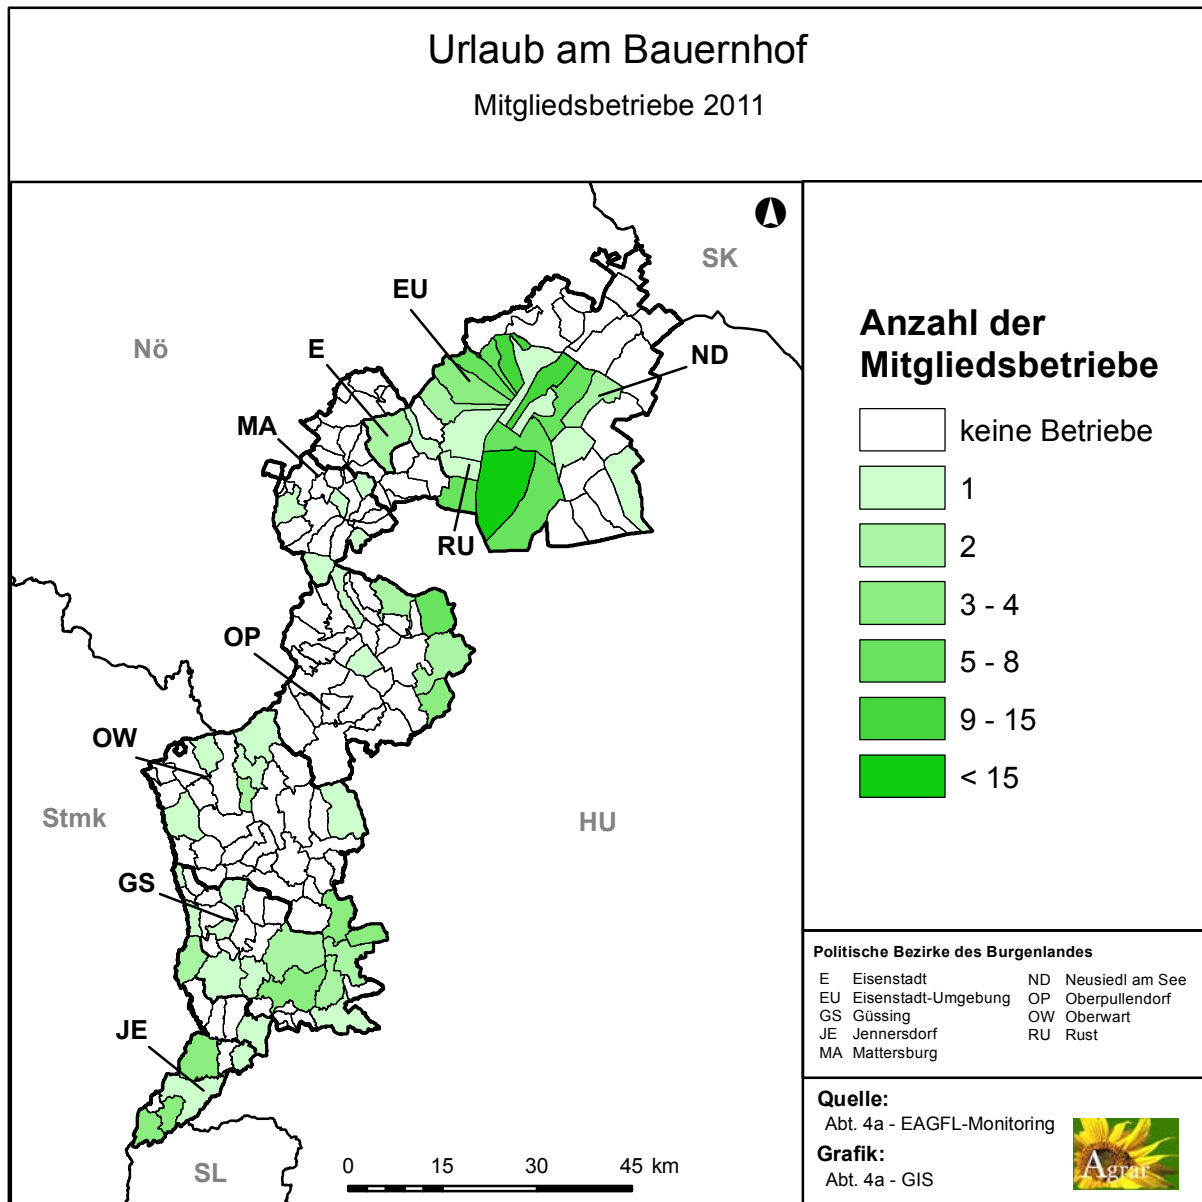 Urlaub am Bauernhof
Mitgliedsbetriebe 2011
SK
EU
Nö
E
ND
MA
RU
OP
OW
Stmk
HU
GS
JE
SL
0 15 30 45 km
Anzahl der
Mitgliedsbetriebe
keine Betriebe
1
2
3 - 4
5 - 8
9 - 15
< 15
Politische Bezirke des Burgenlandes
E Eisenstadt
EU Eisenstadt-Umgebung
GS Güssing
JE Jennersdorf
MA Mattersburg
ND Neusiedl am See
OP Oberpullendorf
OW Oberwart
RU Rust
Quelle:
Abt. 4a - EAGFL-Monitoring
Grafik:
Abt. 4a - GIS
Agrar